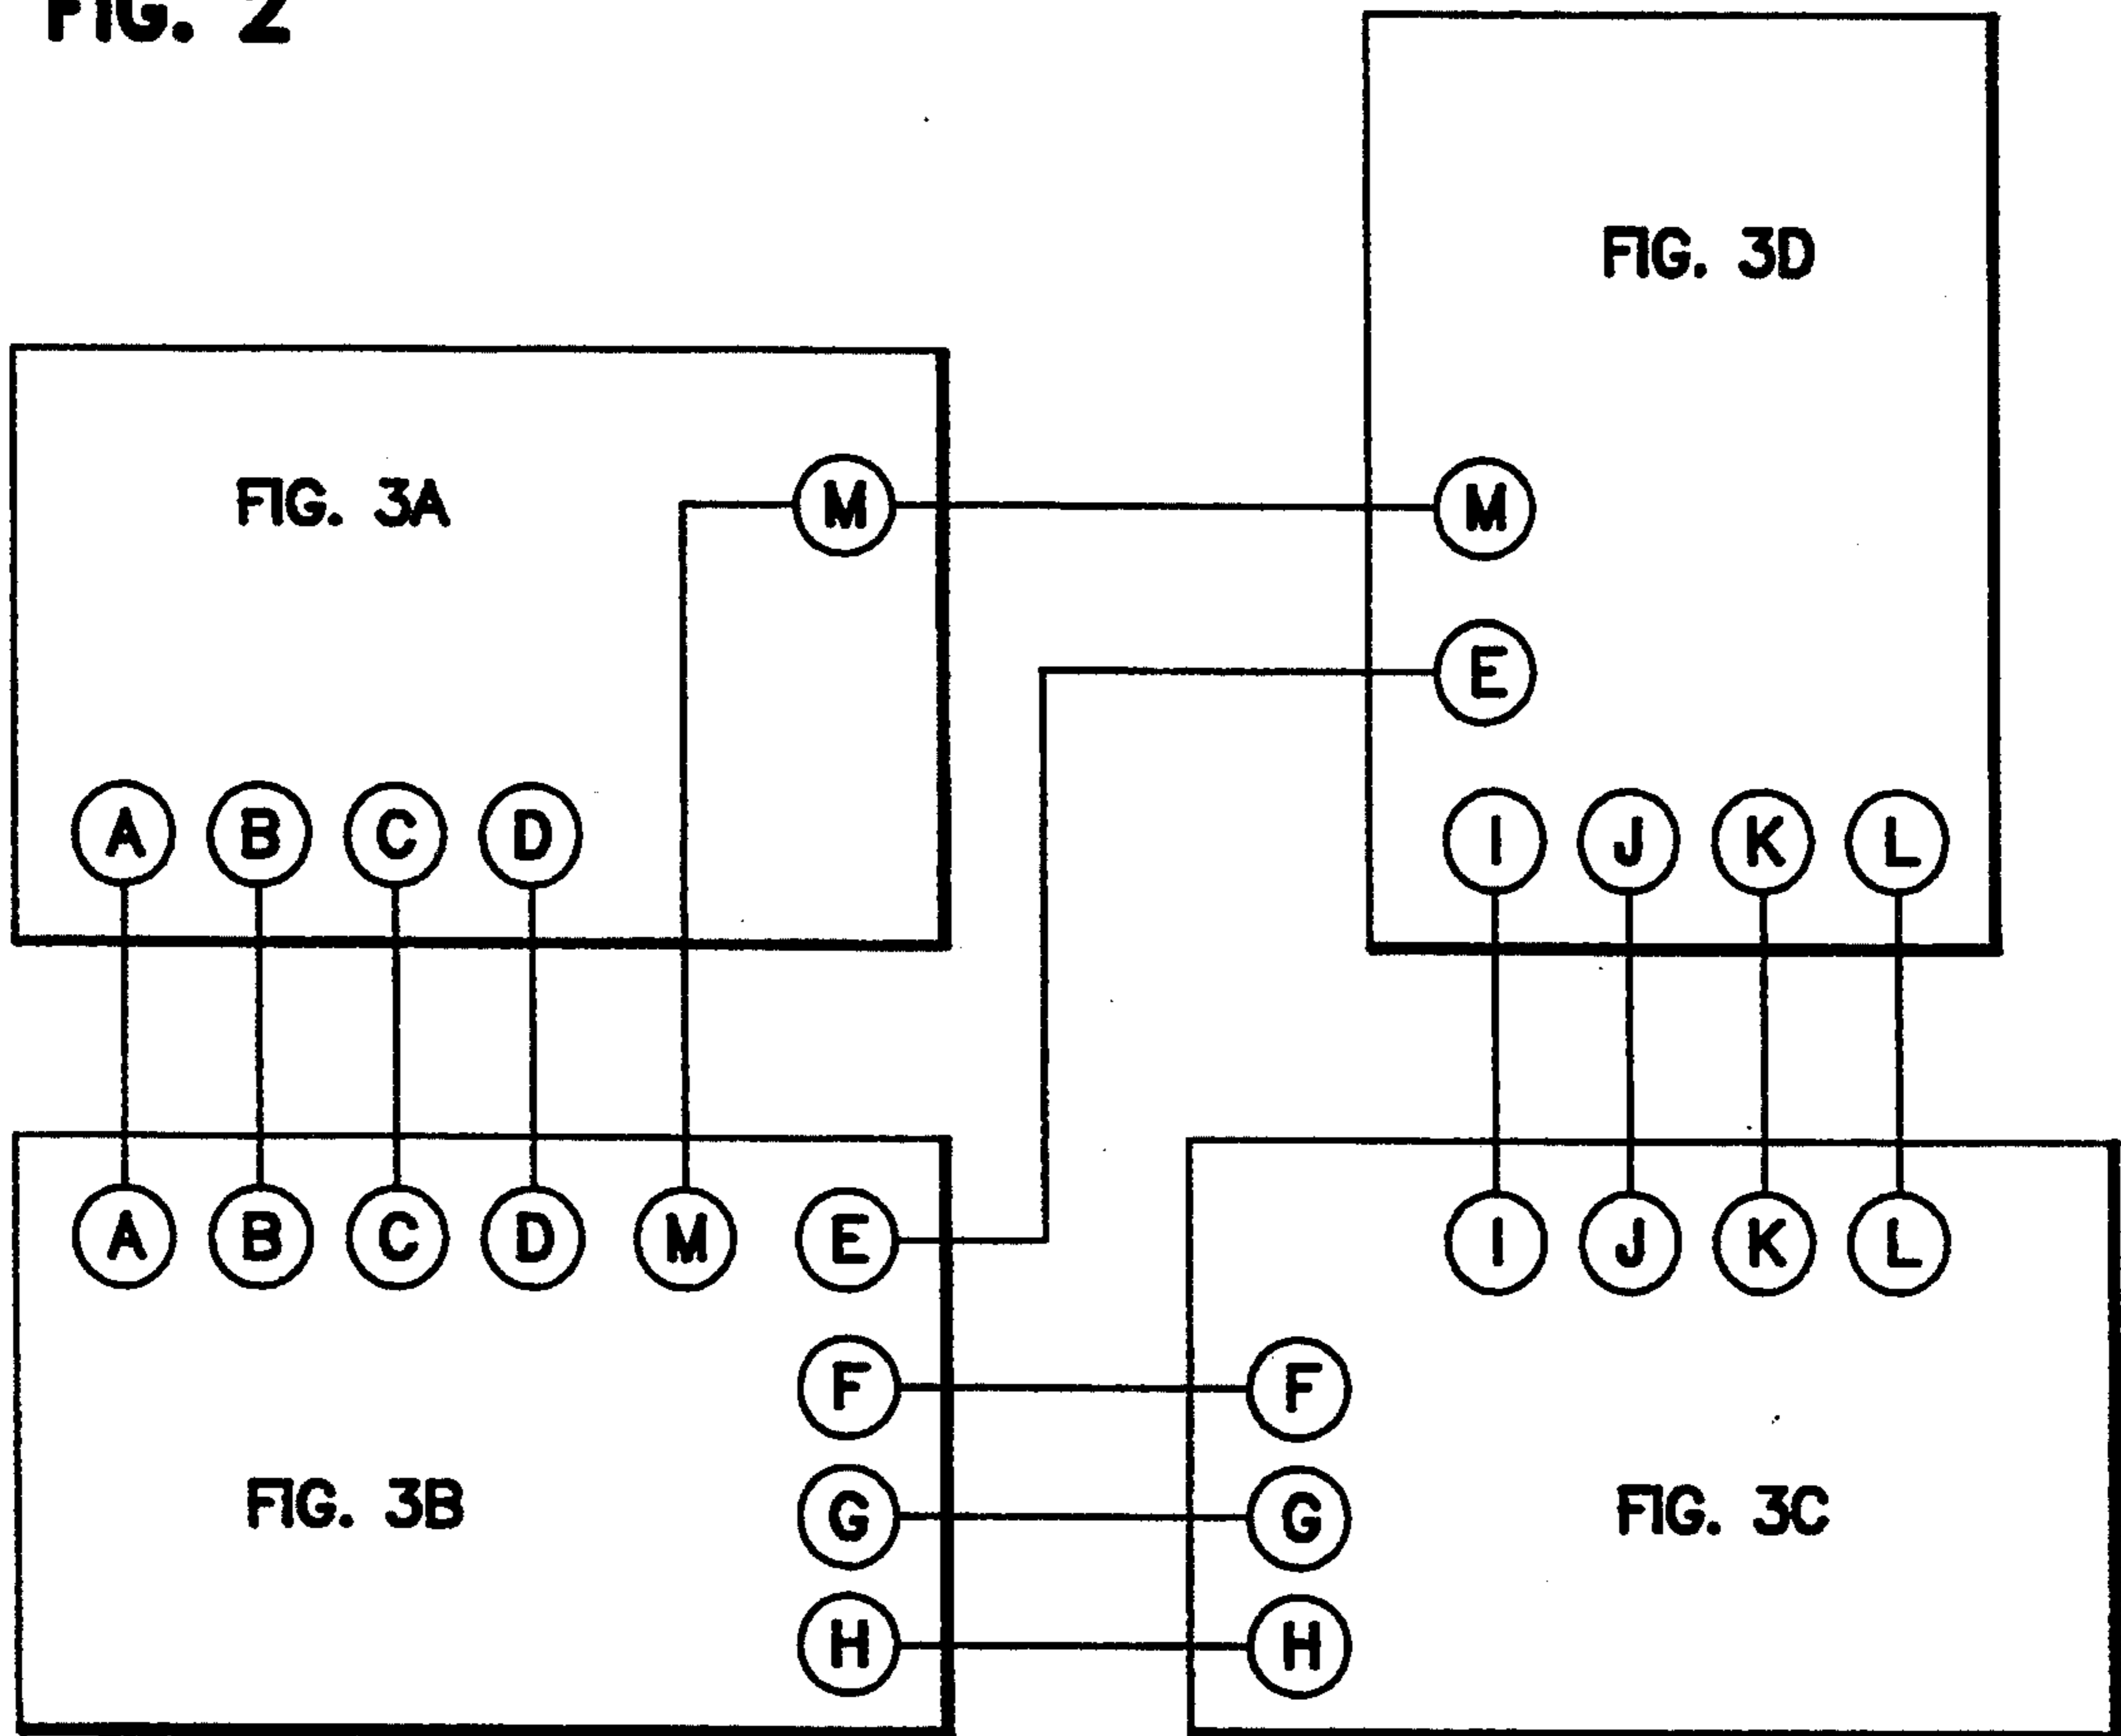 FIG. 2
FIG. 3D
FIG. 3A
M
M
E
A B C D
I J K L
A B C D M E
I J K L
F
F
G
G
FIG. 3B
FIG. 3C
H
H